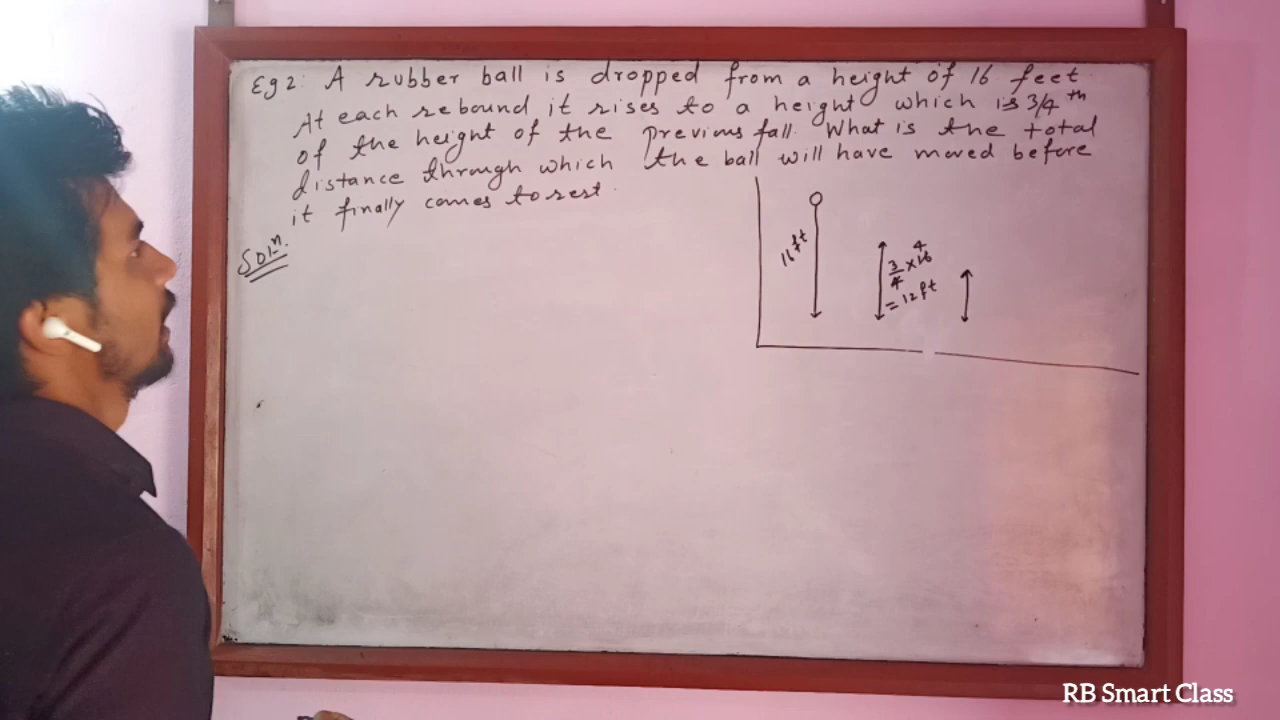 Eg 2: A rubber ball is dropped from a height of 16 feet.
At each rebound it rises to a height which is 3/4 th
of the height of the previous fall. What is the total
distance through which the ball will have moved before
it finally comes to rest.
Solⁿ.
16 ft
3/4 × 16 4
= 12 ft
RB Smart Class